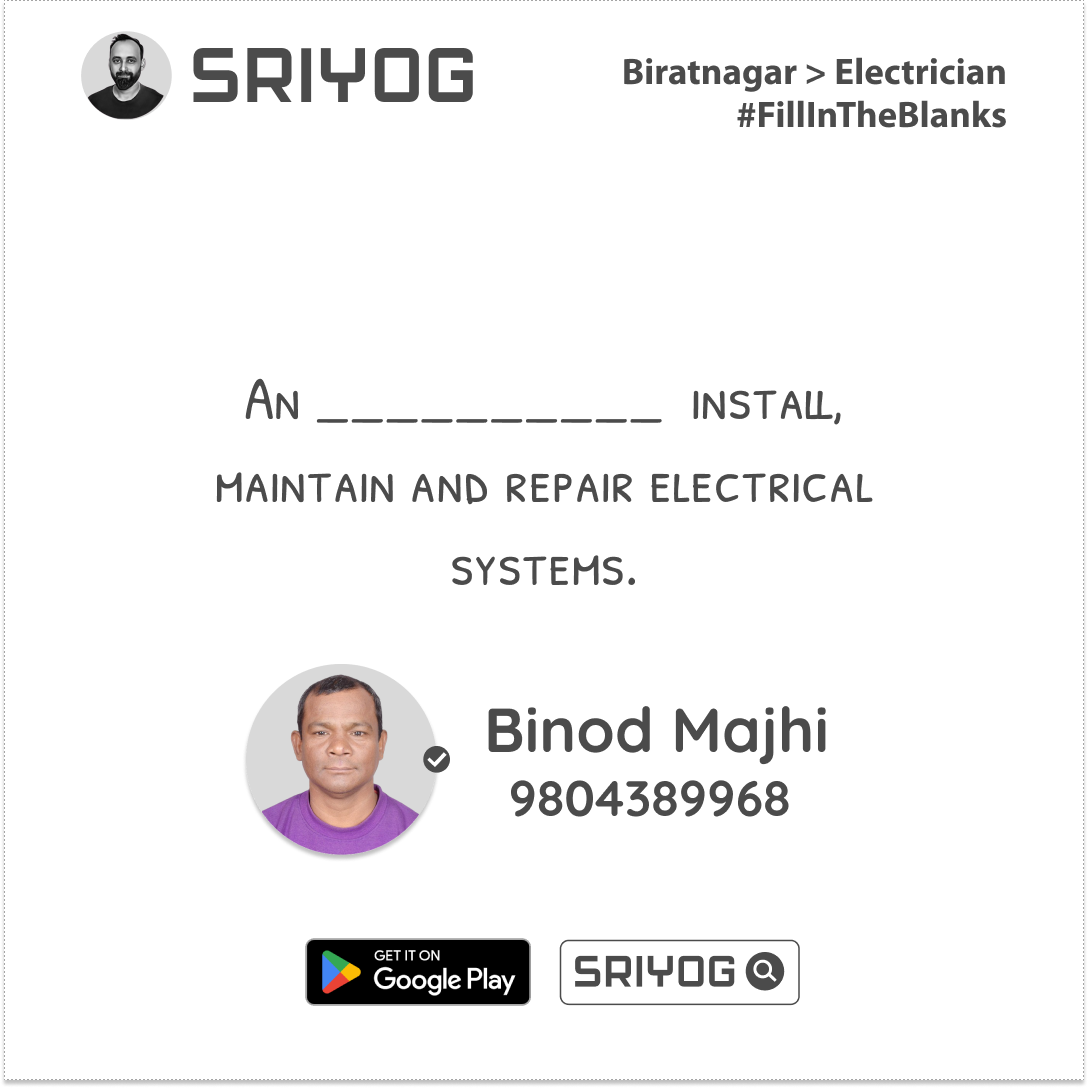 SRIYOG
Biratnagar > Electrician
#FillInTheBlanks
An __________ install,
maintain and repair electrical
systems.
Binod Majhi
9804389968
GET IT ON
Google Play
SRIYOG